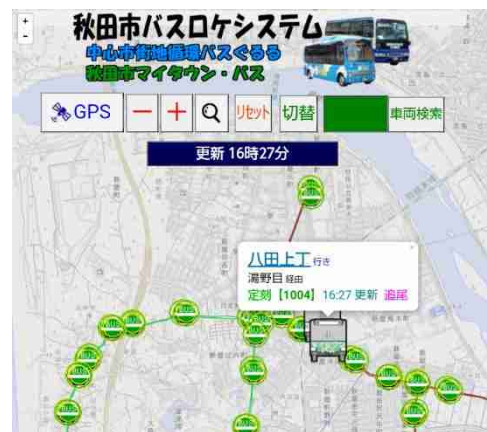 +
-
秋田市バスロケシステム
中心市街地循環バスぐるる
秋田市マイタウン・バス
GPS
リセット
切替
車両検索
更新 16時27分
八田上丁行き
湯野目 経由
定刻【1004】16:27 更新 追尾